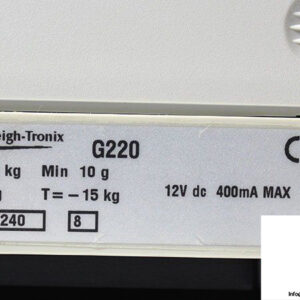 eigh-Tronix
G220
kg Min 10 g
g T=-15 kg
12V dc 400mA MAX
240 8